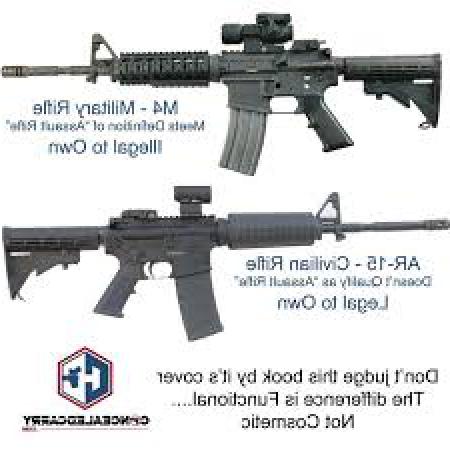 M4 - Military Rifle
Meets Definition of "Assault Rifle"
Illegal to Own
AR-15 - Civilian Rifle
Doesn't Qualify as "Assault Rifle"
Legal to Own
Don't judge this book by it's cover
The difference is Functional....
Not Cosmetic
CONCEALEDCARRY